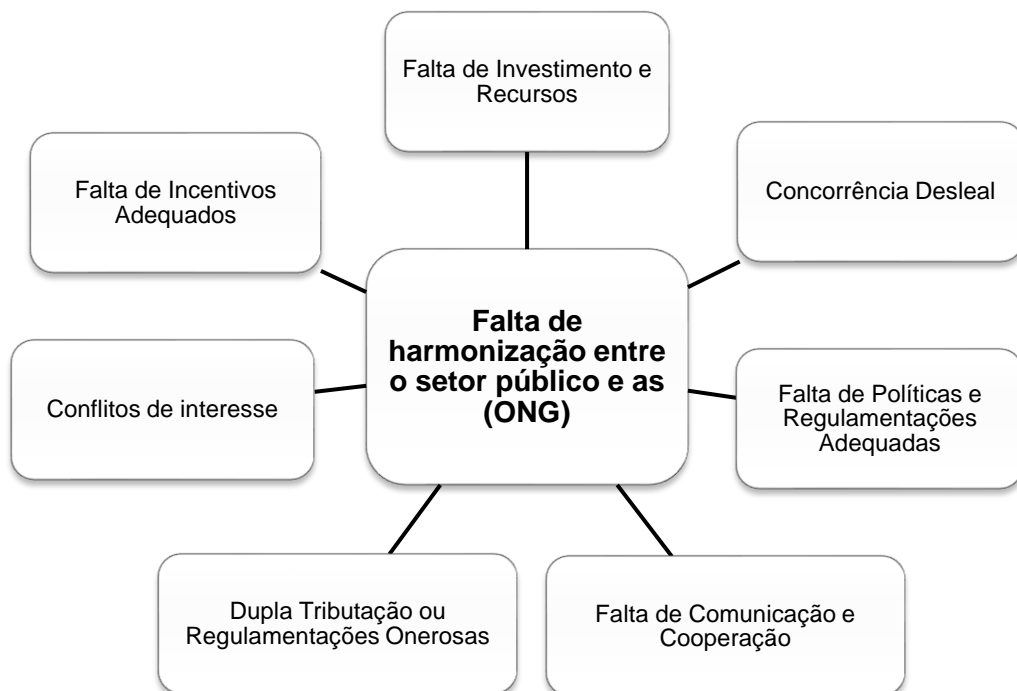 Falta de Investimento e
Recursos
Falta de Incentivos
Adequados
Concorrência Desleal
Falta de
harmonização entre
o setor público e as
(ONG)
Conflitos de interesse
Falta de Políticas e
Regulamentações
Adequadas
Dupla Tributação ou
Regulamentações Onerosas
Falta de Comunicação e
Cooperação